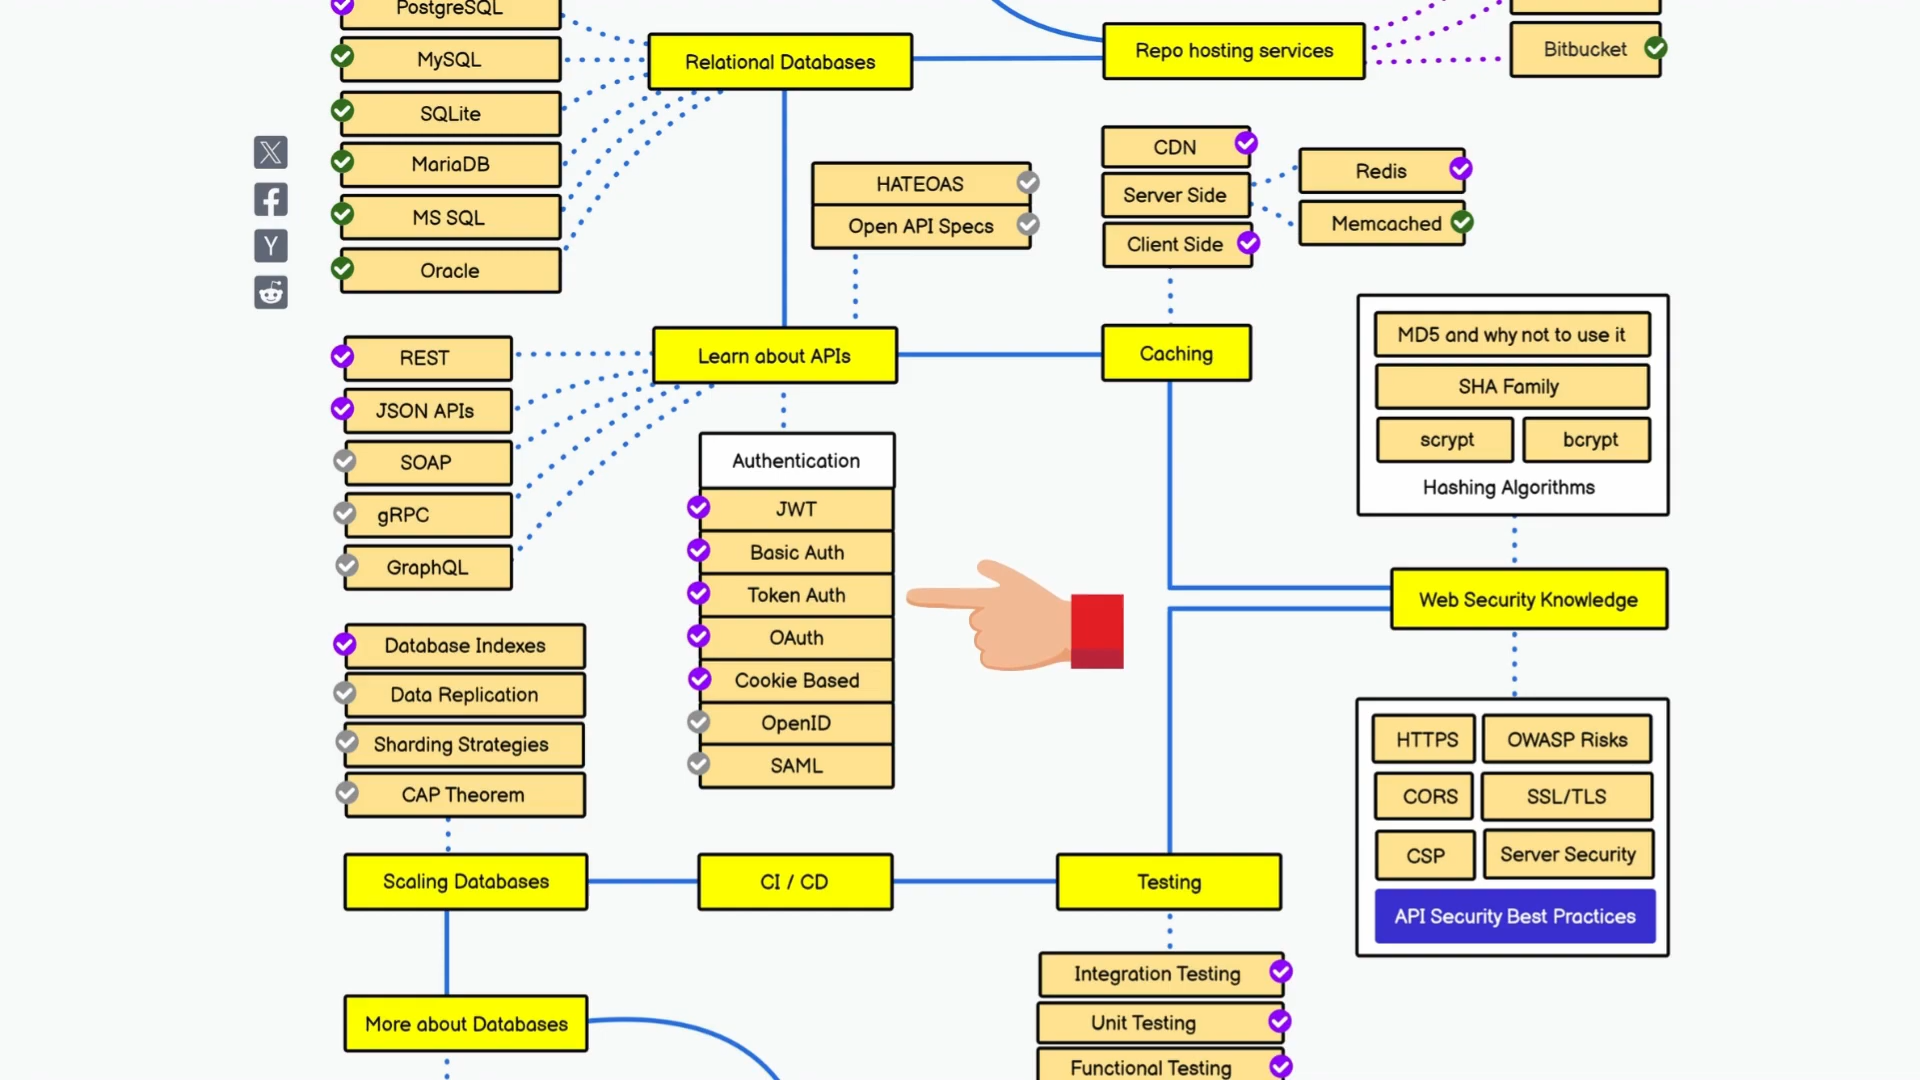 PostgreSQL
MySQL
SQLite
MariaDB
MS SQL
Oracle
Relational Databases
Repo hosting services
Bitbucket
HATEOAS
Open API Specs
CDN
Server Side
Client Side
Redis
Memcached
REST
JSON APIs
SOAP
gRPC
GraphQL
Learn about APIs
Caching
MD5 and why not to use it
SHA Family
scrypt
bcrypt
Hashing Algorithms
Authentication
JWT
Basic Auth
Token Auth
OAuth
Cookie Based
OpenID
SAML
Web Security Knowledge
Database Indexes
Data Replication
Sharding Strategies
CAP Theorem
HTTPS
OWASP Risks
CORS
SSL/TLS
CSP
Server Security
API Security Best Practices
Scaling Databases
CI / CD
Testing
Integration Testing
Unit Testing
Functional Testing
More about Databases
X
f
Y